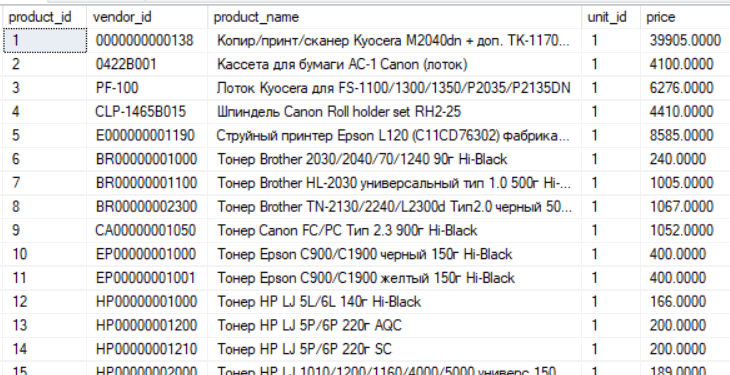 product_id vendor_id product_name unit_id price
1 0000000000138 Копир/принт/сканер Kyocera M2040dn + доп. TK-1170... 1 39905.0000
2 0422B001 Кассета для бумаги AC-1 Canon (лоток) 1 4100.0000
3 PF-100 Лоток Kyocera для FS-1100/1300/1350/P2035/P2135DN 1 6276.0000
4 CLP-1465B015 Шпиндель Canon Roll holder set RH2-25 1 4410.0000
5 E000000001190 Струйный принтер Epson L120 (C11CD76302) фабрика... 1 8585.0000
6 BR00000001000 Тонер Brother 2030/2040/70/1240 90г Hi-Black 1 240.0000
7 BR00000001100 Тонер Brother HL-2030 универсальный тип 1.0 500г Hi-... 1 1005.0000
8 BR00000002300 Тонер Brother TN-2130/2240/L2300d Тип2.0 черный 50... 1 1067.0000
9 CA00000001050 Тонер Canon FC/PC Тип 2.3 900г Hi-Black 1 1052.0000
10 EP00000001000 Тонер Epson C900/C1900 черный 150г Hi-Black 1 400.0000
11 EP00000001001 Тонер Epson C900/C1900 желтый 150г Hi-Black 1 400.0000
12 HP00000001000 Тонер HP LJ 5L/6L 140г Hi-Black 1 166.0000
13 HP00000001200 Тонер HP LJ 5P/6P 220г AQC 1 200.0000
14 HP00000001210 Тонер HP LJ 5P/6P 220г SC 1 200.0000
15 HP00000002000 Тонер HP LJ 1010/1200/1160/4000/5000 универс 150 1 189.0000